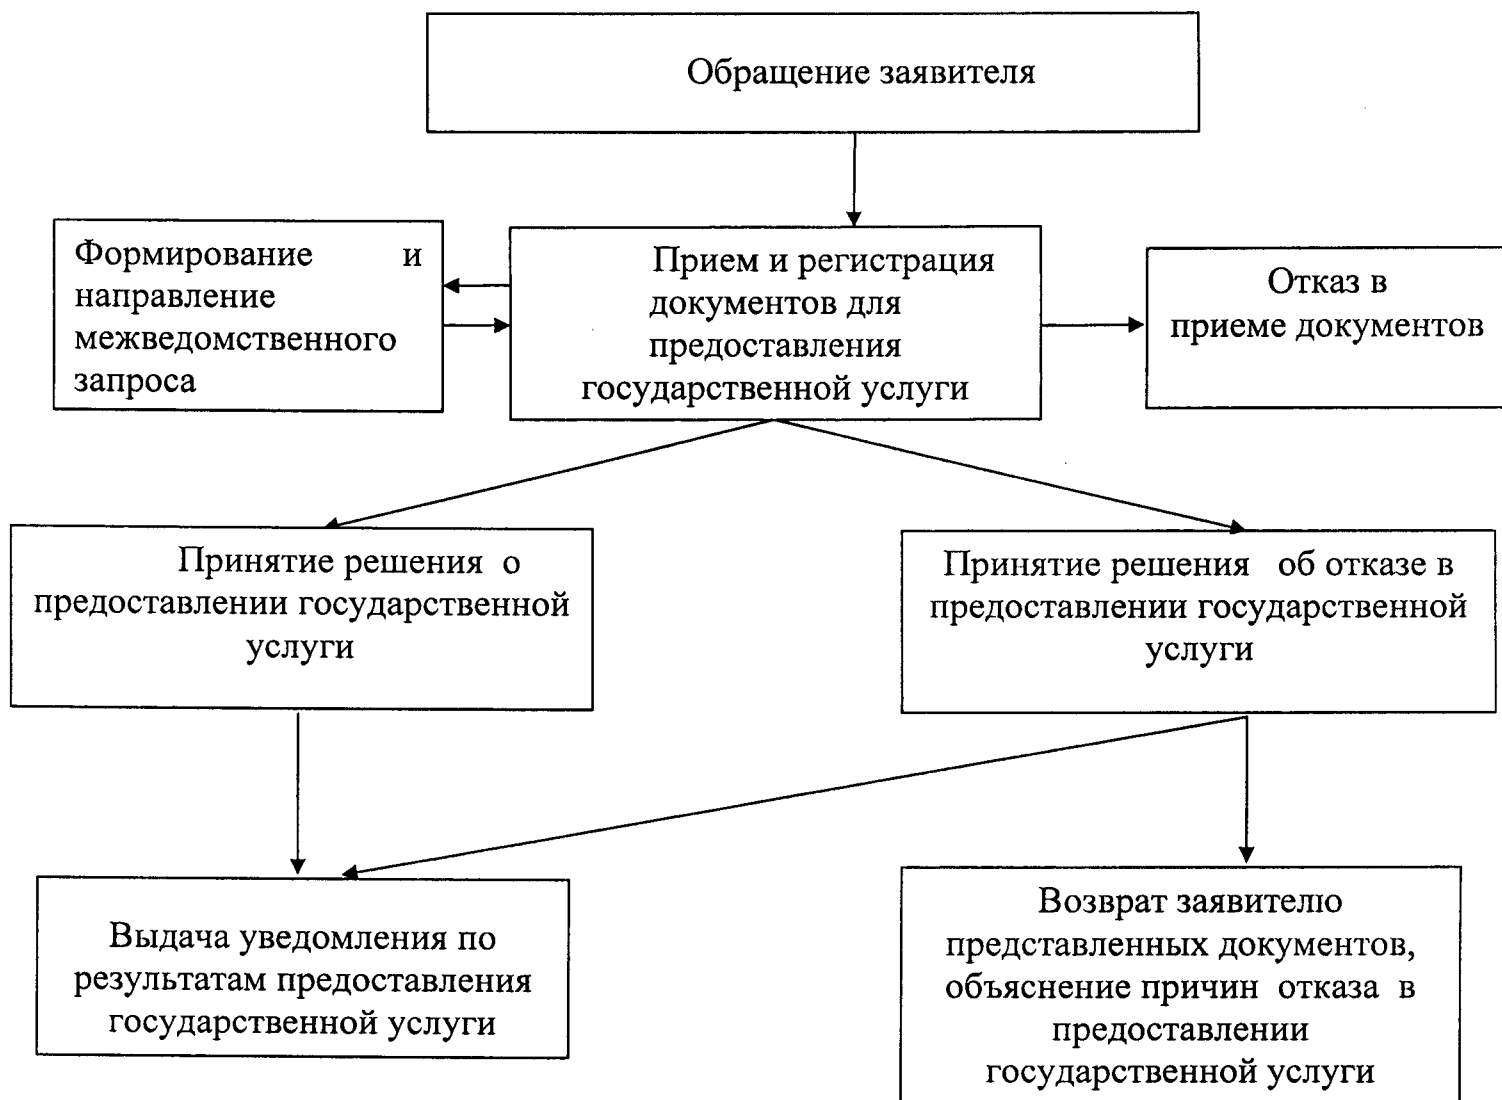 Обращение заявителя
Формирование и
направление
межведомственного
запроса
Прием и регистрация
документов для
предоставления
государственной услуги
Отказ в
приеме документов
Принятие решения о
предоставлении государственной
услуги
Принятие решения об отказе в
предоставлении государственной
услуги
Выдача уведомления по
результатам предоставления
государственной услуги
Возврат заявителю
представленных документов,
объяснение причин отказа в
предоставлении
государственной услуги